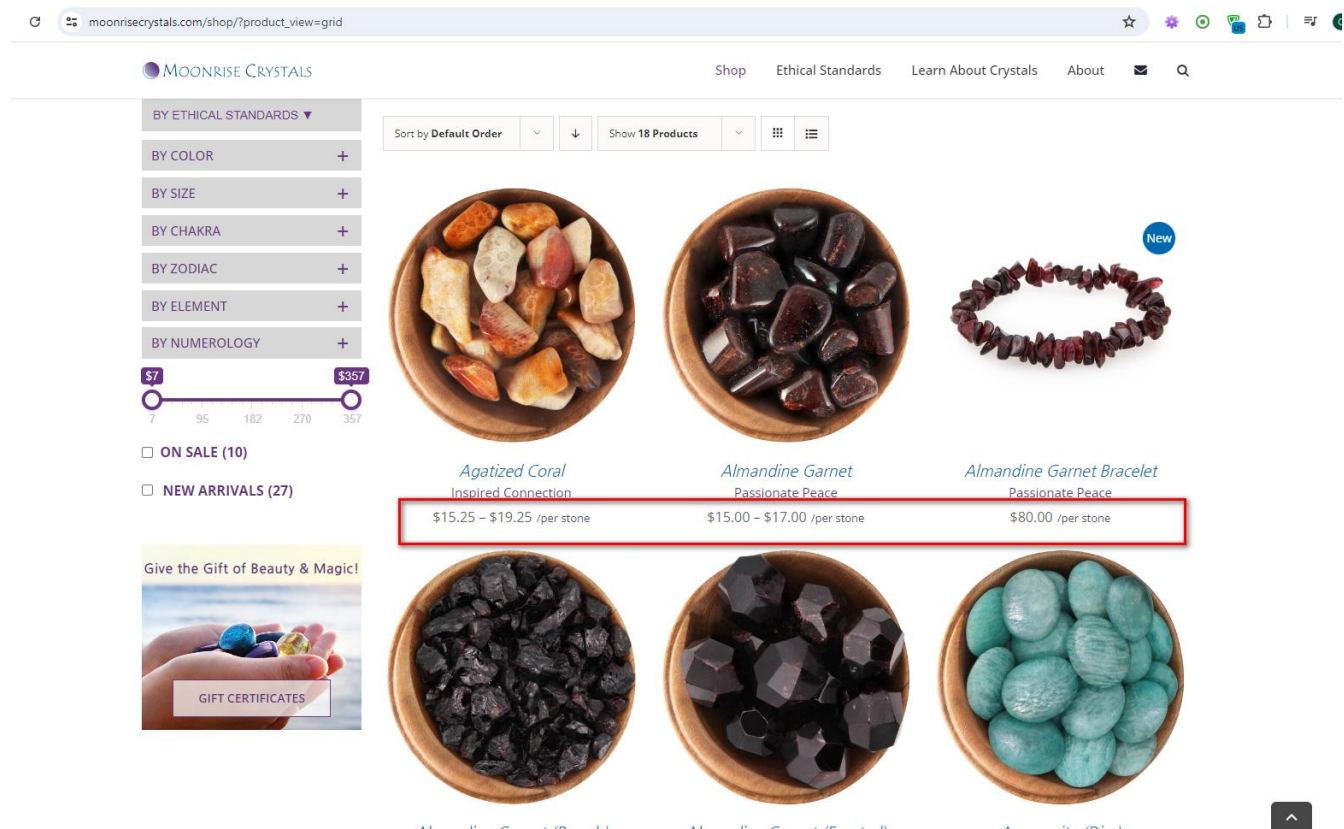 moonrisecrystals.com/shop/?product_view=grid
US
MOONRISE CRYSTALS
Shop Ethical Standards Learn About Crystals About
BY ETHICAL STANDARDS ▼
BY COLOR +
BY SIZE +
BY CHAKRA +
BY ZODIAC +
BY ELEMENT +
BY NUMEROLOGY +
$7 $357
7 95 182 270 357
ON SALE (10)
NEW ARRIVALS (27)
Give the Gift of Beauty & Magic!
GIFT CERTIFICATES
Sort by Default Order
Show 18 Products
New
Agatized Coral
Inspired Connection
$15.25 – $19.25 /per stone
Almandine Garnet
Passionate Peace
$15.00 – $17.00 /per stone
Almandine Garnet Bracelet
Passionate Peace
$80.00 /per stone